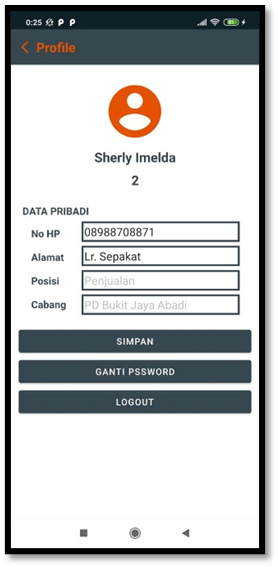 0:25
Profile
Sherly Imelda
2
DATA PRIBADI
No HP 08988708871
Alamat Lr. Sepakat
Posisi Penjualan
Cabang PD Bukit Jaya Abadi
SIMPAN
GANTI PSSWORD
LOGOUT